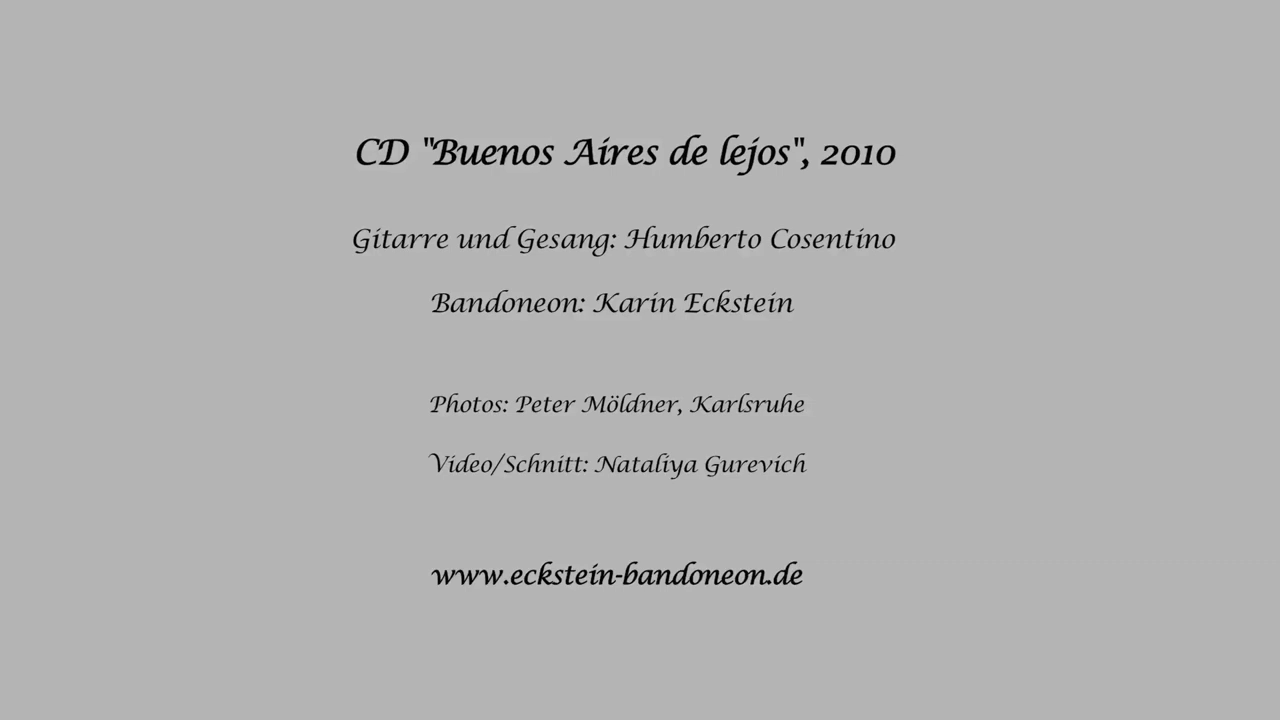 CD "Buenos Aires de lejos", 2010
Gitarre und Gesang: Humberto Cosentino
Bandoneon: Karin Eckstein
Photos: Peter Möldner, Karlsruhe
Video/Schnitt: Nataliya Gurevich
www.eckstein-bandoneon.de